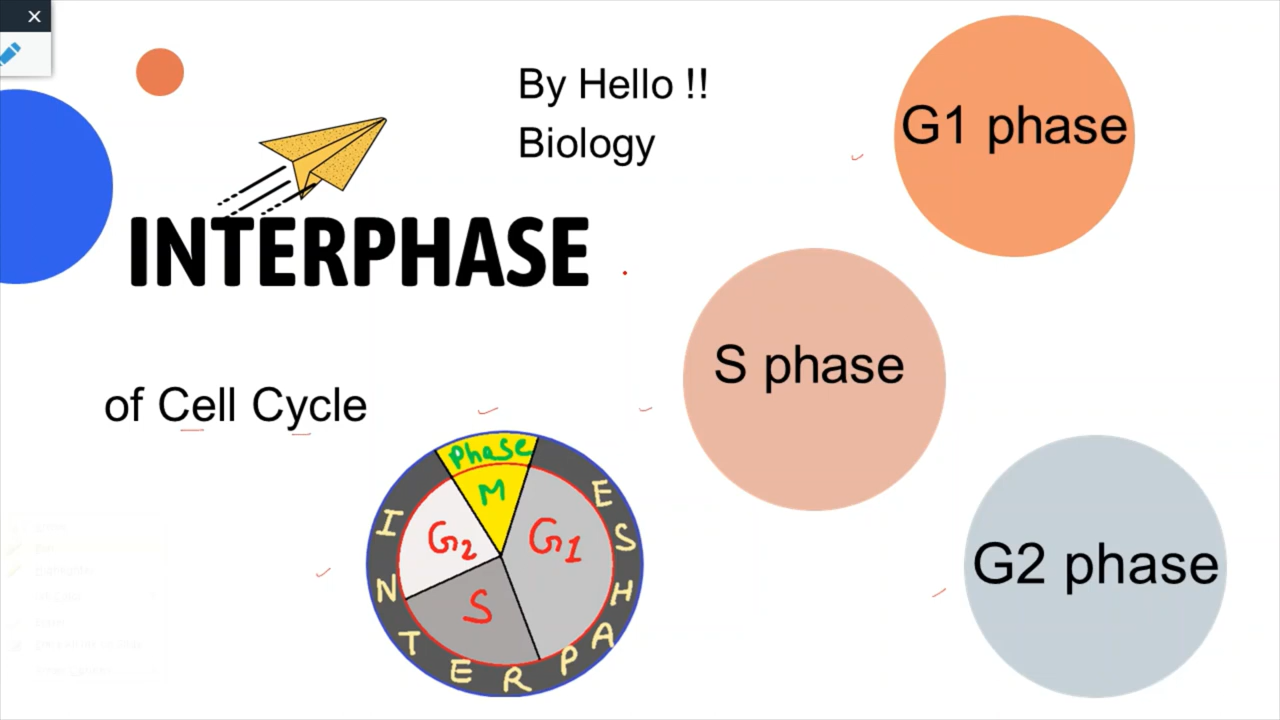 By Hello !!
Biology
INTERPHASE
of Cell Cycle
G1 phase
S phase
G2 phase
Phase
M
G2
G1
S
INTERPHASE